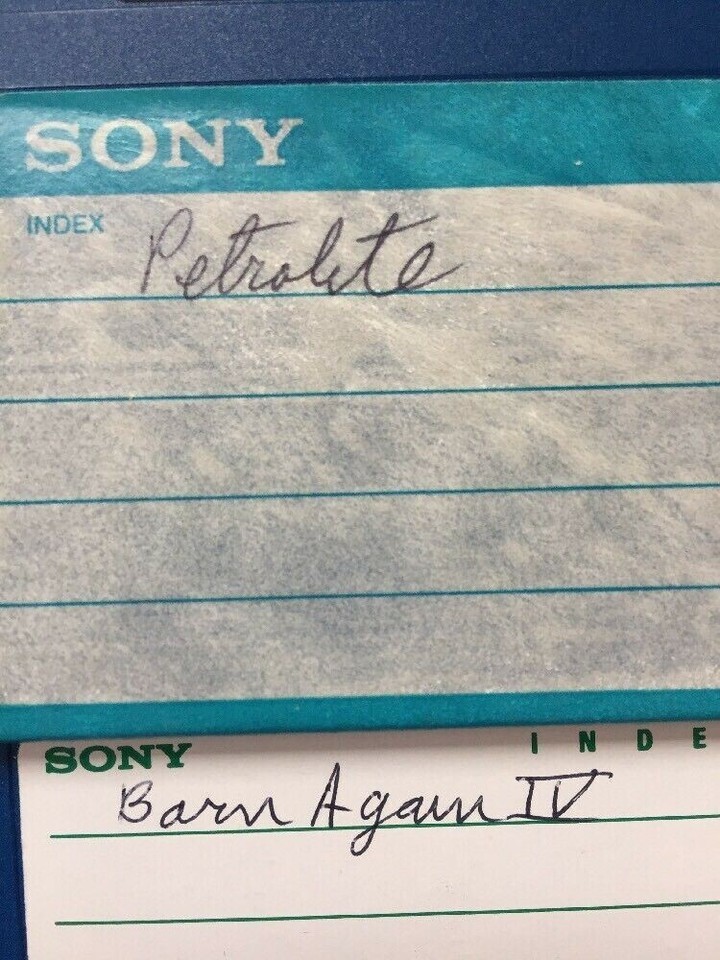 SONY
INDEX Petrolite
SONY INDE
Barn Again IV